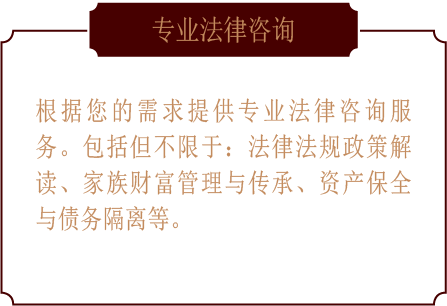 专业法律咨询
根据您的需求提供专业法律咨询服
务。包括但不限于：法律法规政策解
读、家族财富管理与传承、资产保全
与债务隔离等。